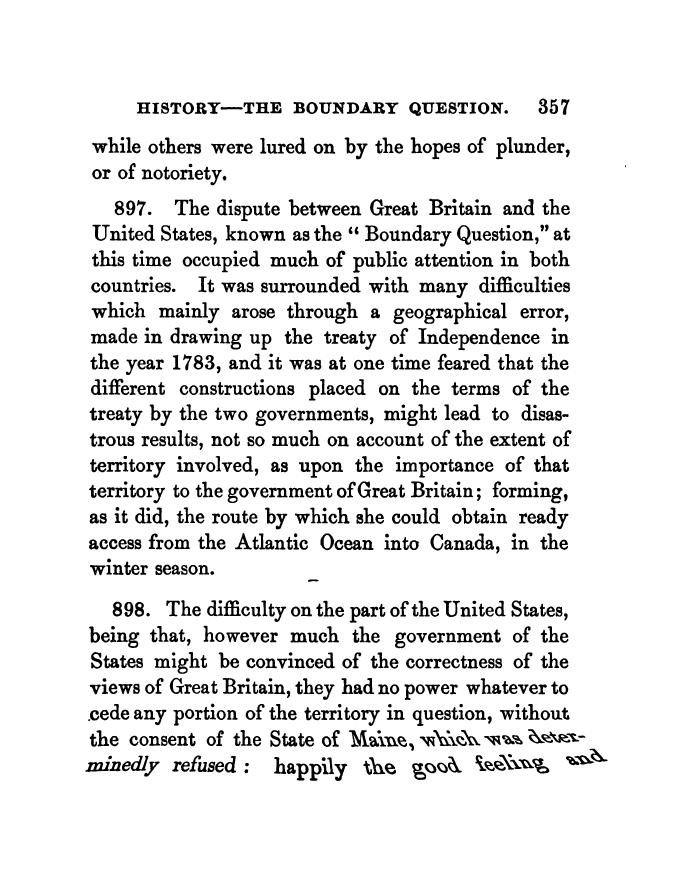 HISTORY—THE BOUNDARY QUESTION. 357
while others were lured on by the hopes of plunder,
or of notoriety.
897. The dispute between Great Britain and the
United States, known as the “ Boundary Question,” at
this time occupied much of public attention in both
countries. It was surrounded with many difficulties
which mainly arose through a geographical error,
made in drawing up the treaty of Independence in
the year 1783, and it was at one time feared that the
different constructions placed on the terms of the
treaty by the two governments, might lead to disas-
trous results, not so much on account of the extent of
territory involved, as upon the importance of that
territory to the government of Great Britain; forming,
as it did, the route by which she could obtain ready
access from the Atlantic Ocean into Canada, in the
winter season.
898. The difficulty on the part of the United States,
being that, however much the government of the
States might be convinced of the correctness of the
views of Great Britain, they had no power whatever to
cede any portion of the territory in question, without
the consent of the State of Maine, which was deter-
minedly refused : happily the good feeling and